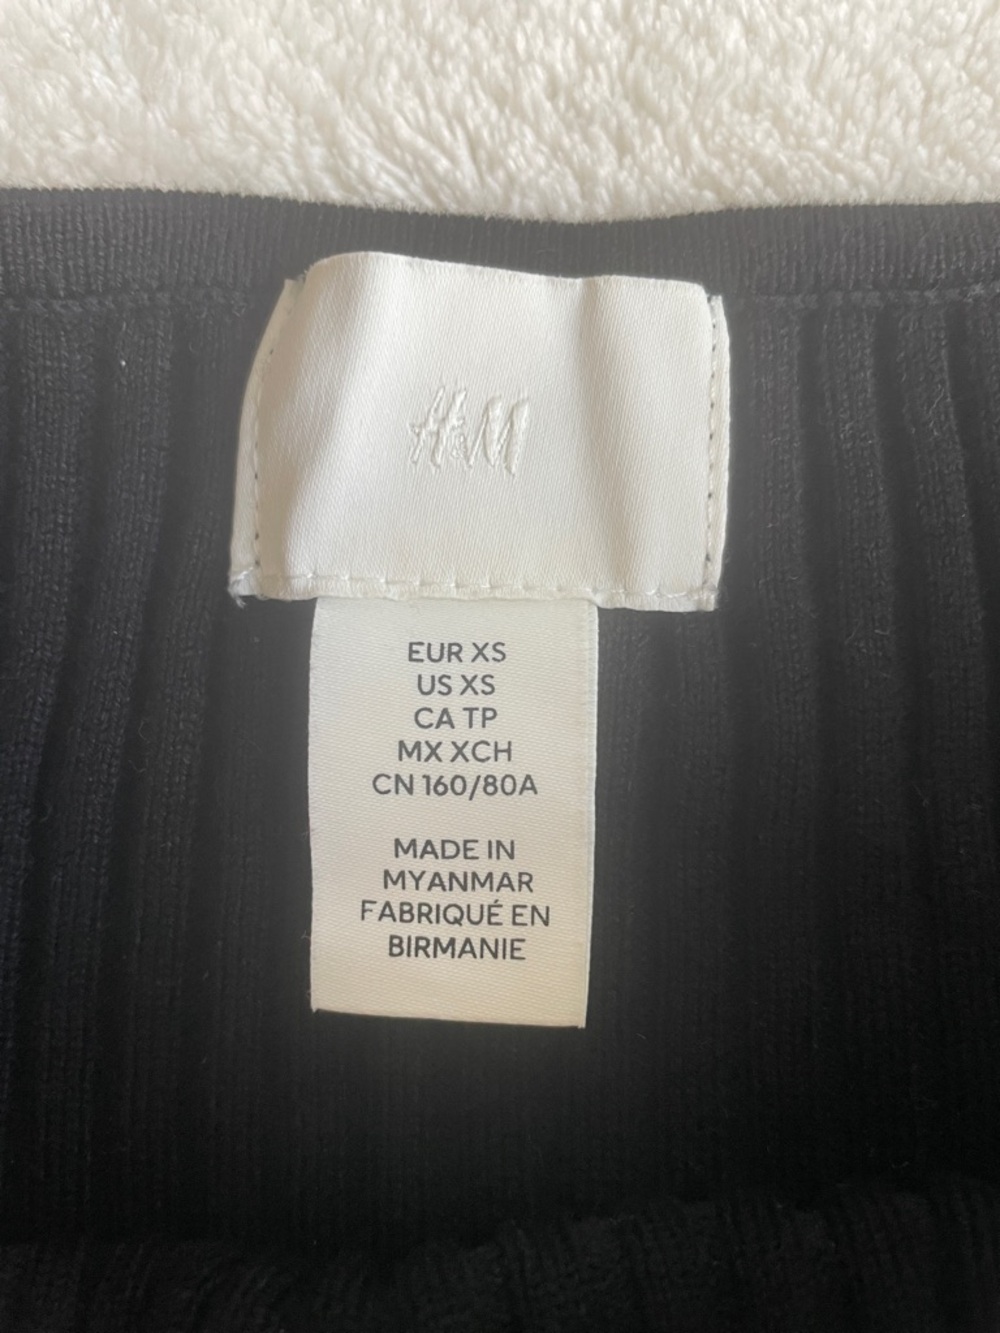 H&M
EUR XS
US XS
CA TP
MX XCH
CN 160/80A
MADE IN
MYANMAR
FABRIQUÉ EN
BIRMANIE